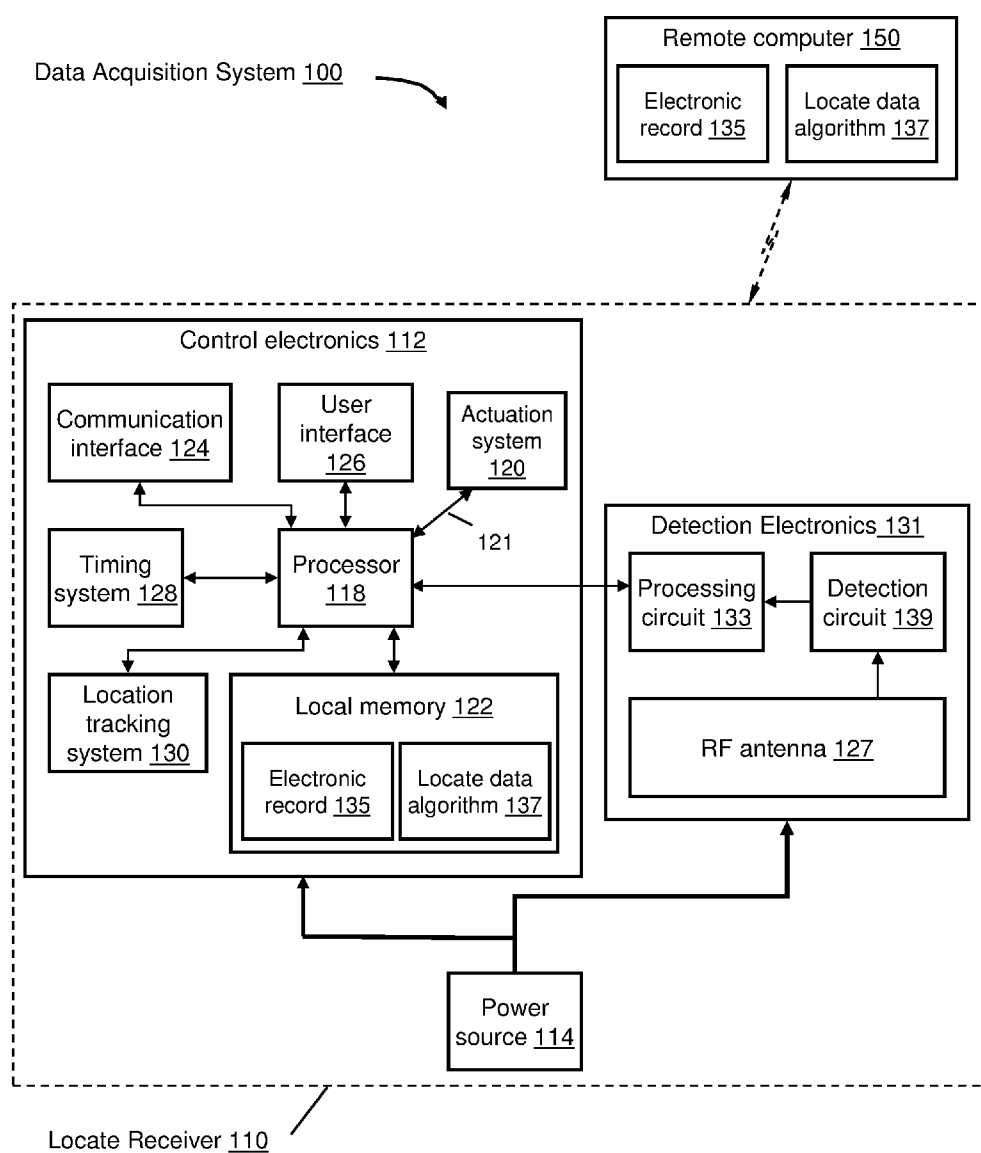 Data Acquisition System 100
Remote computer 150
Electronic
record 135
Locate data
algorithm 137
Control electronics 112
Communication
interface 124
User
interface
126
Actuation
system
120
121
Timing
system 128
Processor
118
Location
tracking
system 130
Local memory 122
Electronic
record 135
Locate data
algorithm 137
Detection Electronics 131
Processing
circuit 133
Detection
circuit 139
RF antenna 127
Power
source 114
Locate Receiver 110